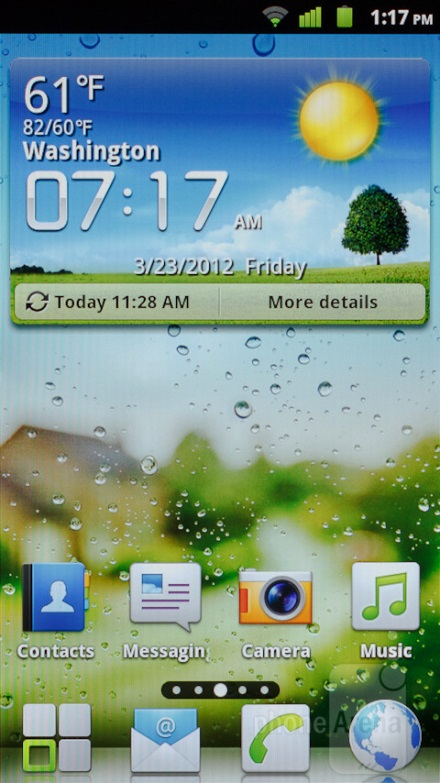 1:17 PM
61°F
82/60°F
Washington
07:17 AM
3/23/2012 Friday
Today 11:28 AM
More details
Contacts
Messagin
Camera
Music
@
phoneArena